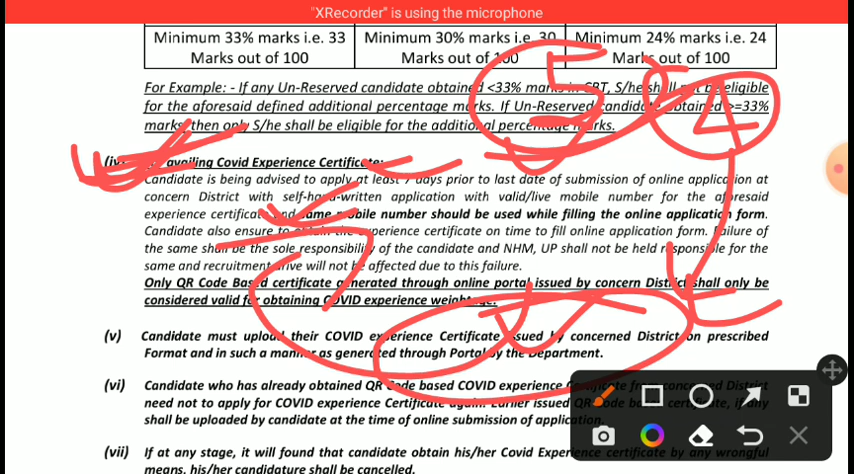 "XRecorder" is using the microphone
Minimum 33% marks i.e. 33 Minimum 30% marks i.e. 30 Minimum 24% marks i.e. 24
Marks out of 100 Marks out of 100 Marks out of 100
For Example: - If any Un-Reserved candidate obtained <33% marks in CBT, S/he shall not be eligible
for the aforesaid defined additional percentage marks. If Un-Reserved candidate obtained >=33%
marks, then only S/he shall be eligible for the additional percentage marks.
5 4
(iv) availing Covid Experience Certificate:
Candidate is being advised to apply at least 7 days prior to last date of submission of online application at
concern District with self-hand-written application with valid/live mobile number for the aforesaid
experience certificate and same mobile number should be used while filling the online application form.
Candidate also ensure to obtain the experience certificate on time to fill online application form. Failure of
the same shall be the sole responsibility of the candidate and NHM, UP shall not be held responsible for the
same and recruitment drive will not be affected due to this failure.
Only QR Code Based certificate generated through online portal issued by concern District shall only be
considered valid for obtaining COVID experience weightage.
(v) Candidate must upload their COVID experience Certificate issued by concerned District on prescribed
Format and in such a manner as generated through Portal by the Department.
(vi) Candidate who has already obtained QR Code based COVID experience Certificate from concerned District
need not to apply for COVID experience Certificate again. Earlier issued QR Code based certificate, if any
shall be uploaded by candidate at the time of online submission of application.
(vii) If at any stage, it will found that candidate obtain his/her Covid Experience certificate by any wrongful
means, his/her candidature shall be cancelled.